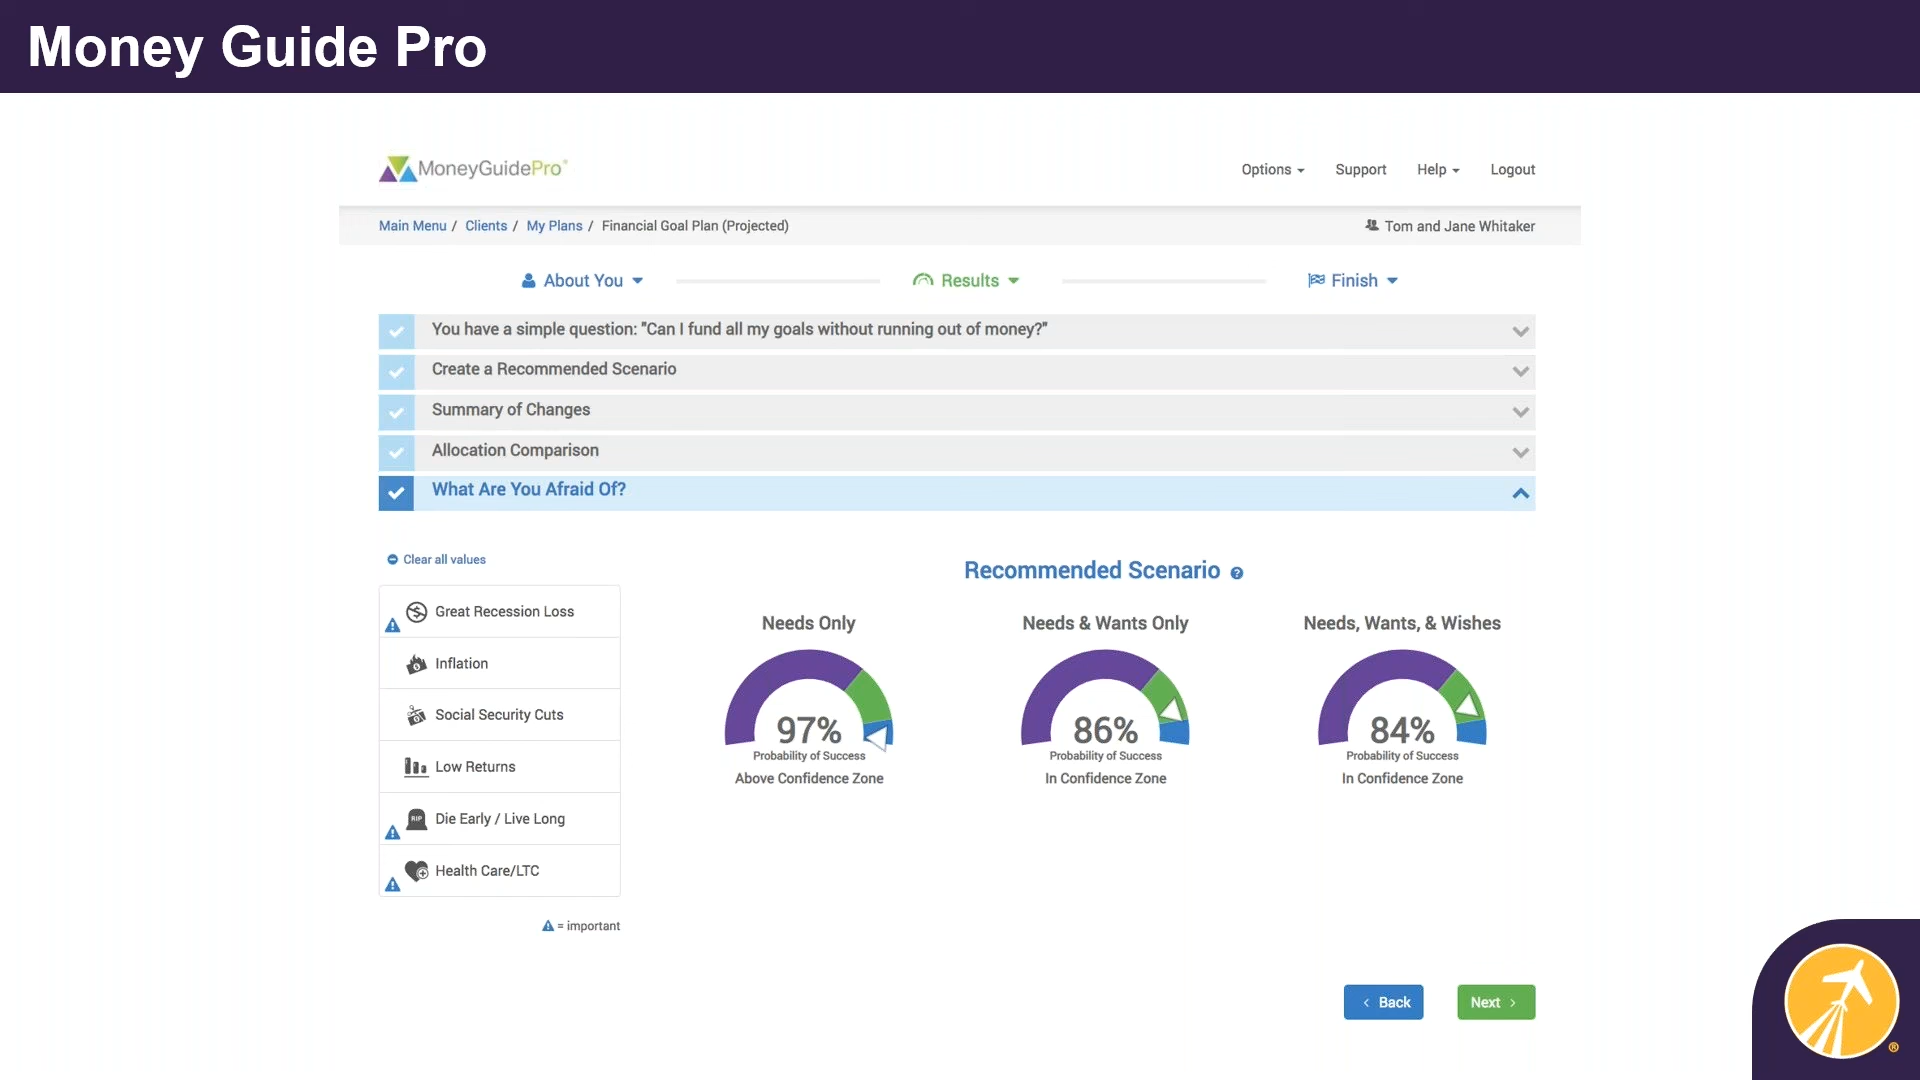 Money Guide Pro
MoneyGuidePro™
Options
Support
Help
Logout
Main Menu / Clients / My Plans / Financial Goal Plan (Projected)
Tom and Jane Whitaker
About You
Results
Finish
You have a simple question: "Can I fund all my goals without running out of money?"
Create a Recommended Scenario
Summary of Changes
Allocation Comparison
What Are You Afraid Of?
Clear all values
Great Recession Loss
Inflation
Social Security Cuts
Low Returns
RIP
Die Early / Live Long
Health Care/LTC
= important
Recommended Scenario ?
Needs Only
97%
Probability of Success
Above Confidence Zone
Needs & Wants Only
86%
Probability of Success
In Confidence Zone
Needs, Wants, & Wishes
84%
Probability of Success
In Confidence Zone
< Back
Next >
®